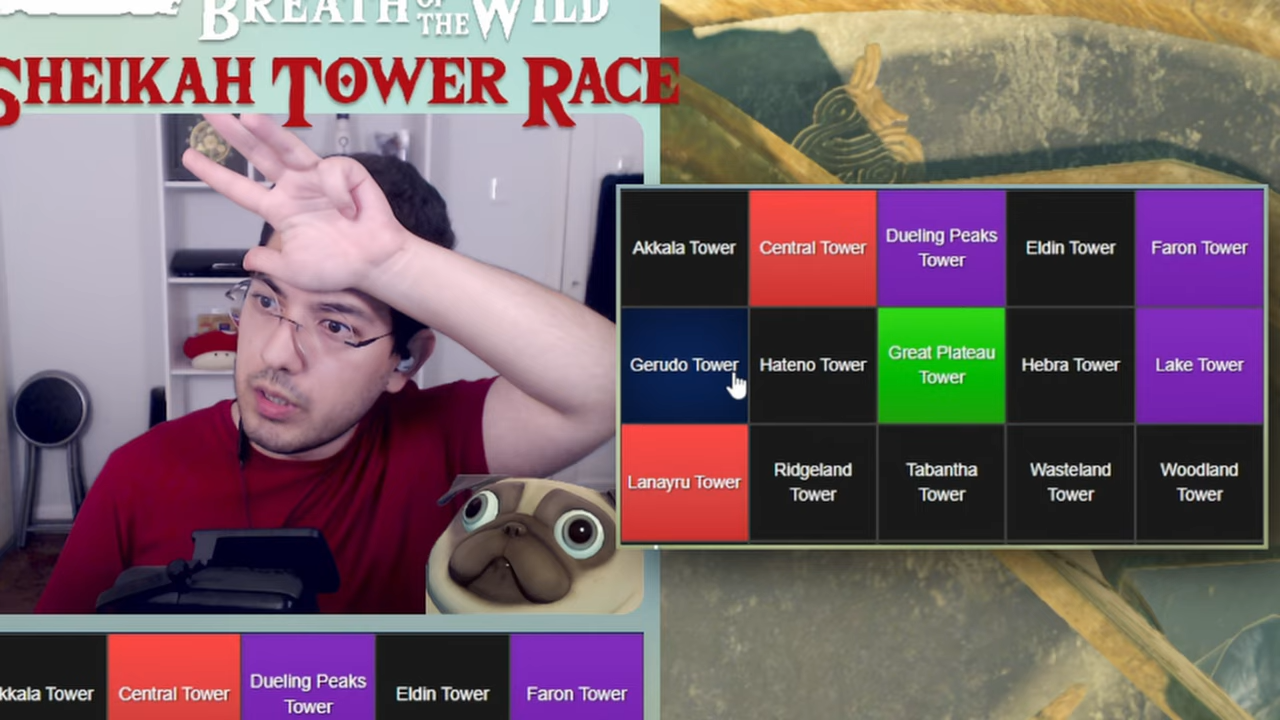 BREATH OF THE WILD
SHEIKAH TOWER RACE
Akkala Tower
Central Tower
Dueling Peaks
Tower
Eldin Tower
Faron Tower
Gerudo Tower
Hateno Tower
Great Plateau
Tower
Hebra Tower
Lake Tower
Lanayru Tower
Ridgeland
Tower
Tabantha
Tower
Wasteland
Tower
Woodland
Tower
kkala Tower
Central Tower
Dueling Peaks
Tower
Eldin Tower
Faron Tower